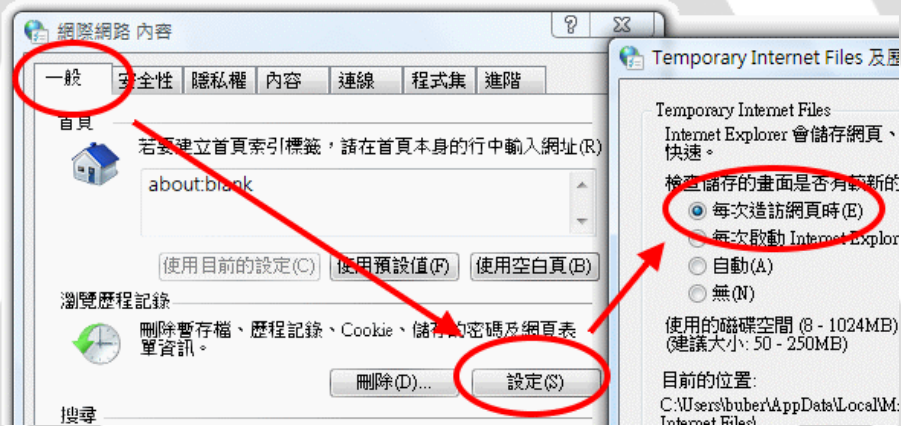 網際網路 內容
一般
安全性
隱私權
內容
連線
程式集
進階
首頁
若要建立首頁索引標籤，請在首頁本身的行中輸入網址(R)
about:blank
使用目前的設定(C)
使用預設值(F)
使用空白頁(B)
瀏覽歷程記錄
刪除暫存檔、歷程記錄、Cookie、儲存的密碼及網頁表
單資訊。
刪除(D)...
設定(S)
搜尋
Temporary Internet Files 及歷
Temporary Internet Files
Internet Explorer 會儲存網頁、
快速。
檢查儲存的畫面是否有較新的
每次造訪網頁時(E)
每次啟動 Internet Explor
自動(A)
無(N)
使用的磁碟空間 (8 - 1024MB)
(建議大小: 50 - 250MB)
目前的位置:
C:\Users\buber\AppData\Local\M
Internet Files\